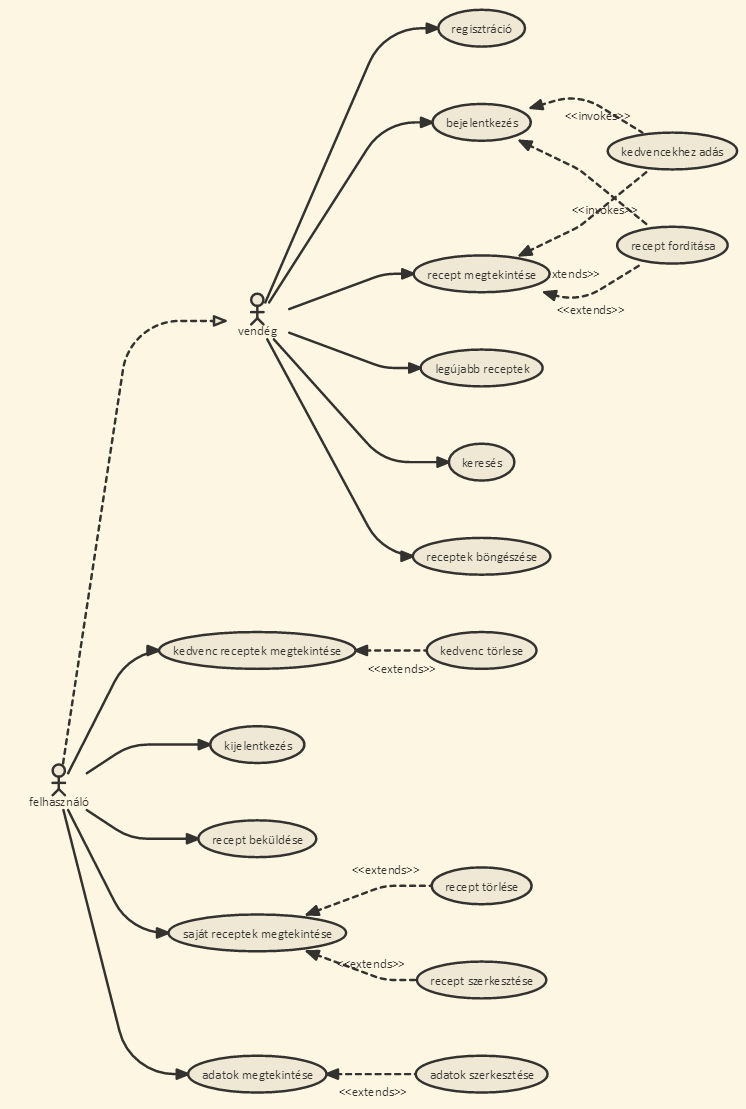 regisztráció
bejelentkezés
<<invokes>>
kedvencekhez adás
<<invokes>>
recept forditása
recept megtekintése
xtends>>
<<extends>>
vendég
legújabb receptek
keresés
receptek böngészése
kedvenc receptek megtekintése
kedvenc törlese
<<extends>>
kijelentkezés
felhasználó
recept beküldése
<<extends>>
recept törlése
saját receptek megtekintése
<<extends>>
recept szerkesztése
adatok megtekintése
adatok szerkesztése
<<extends>>